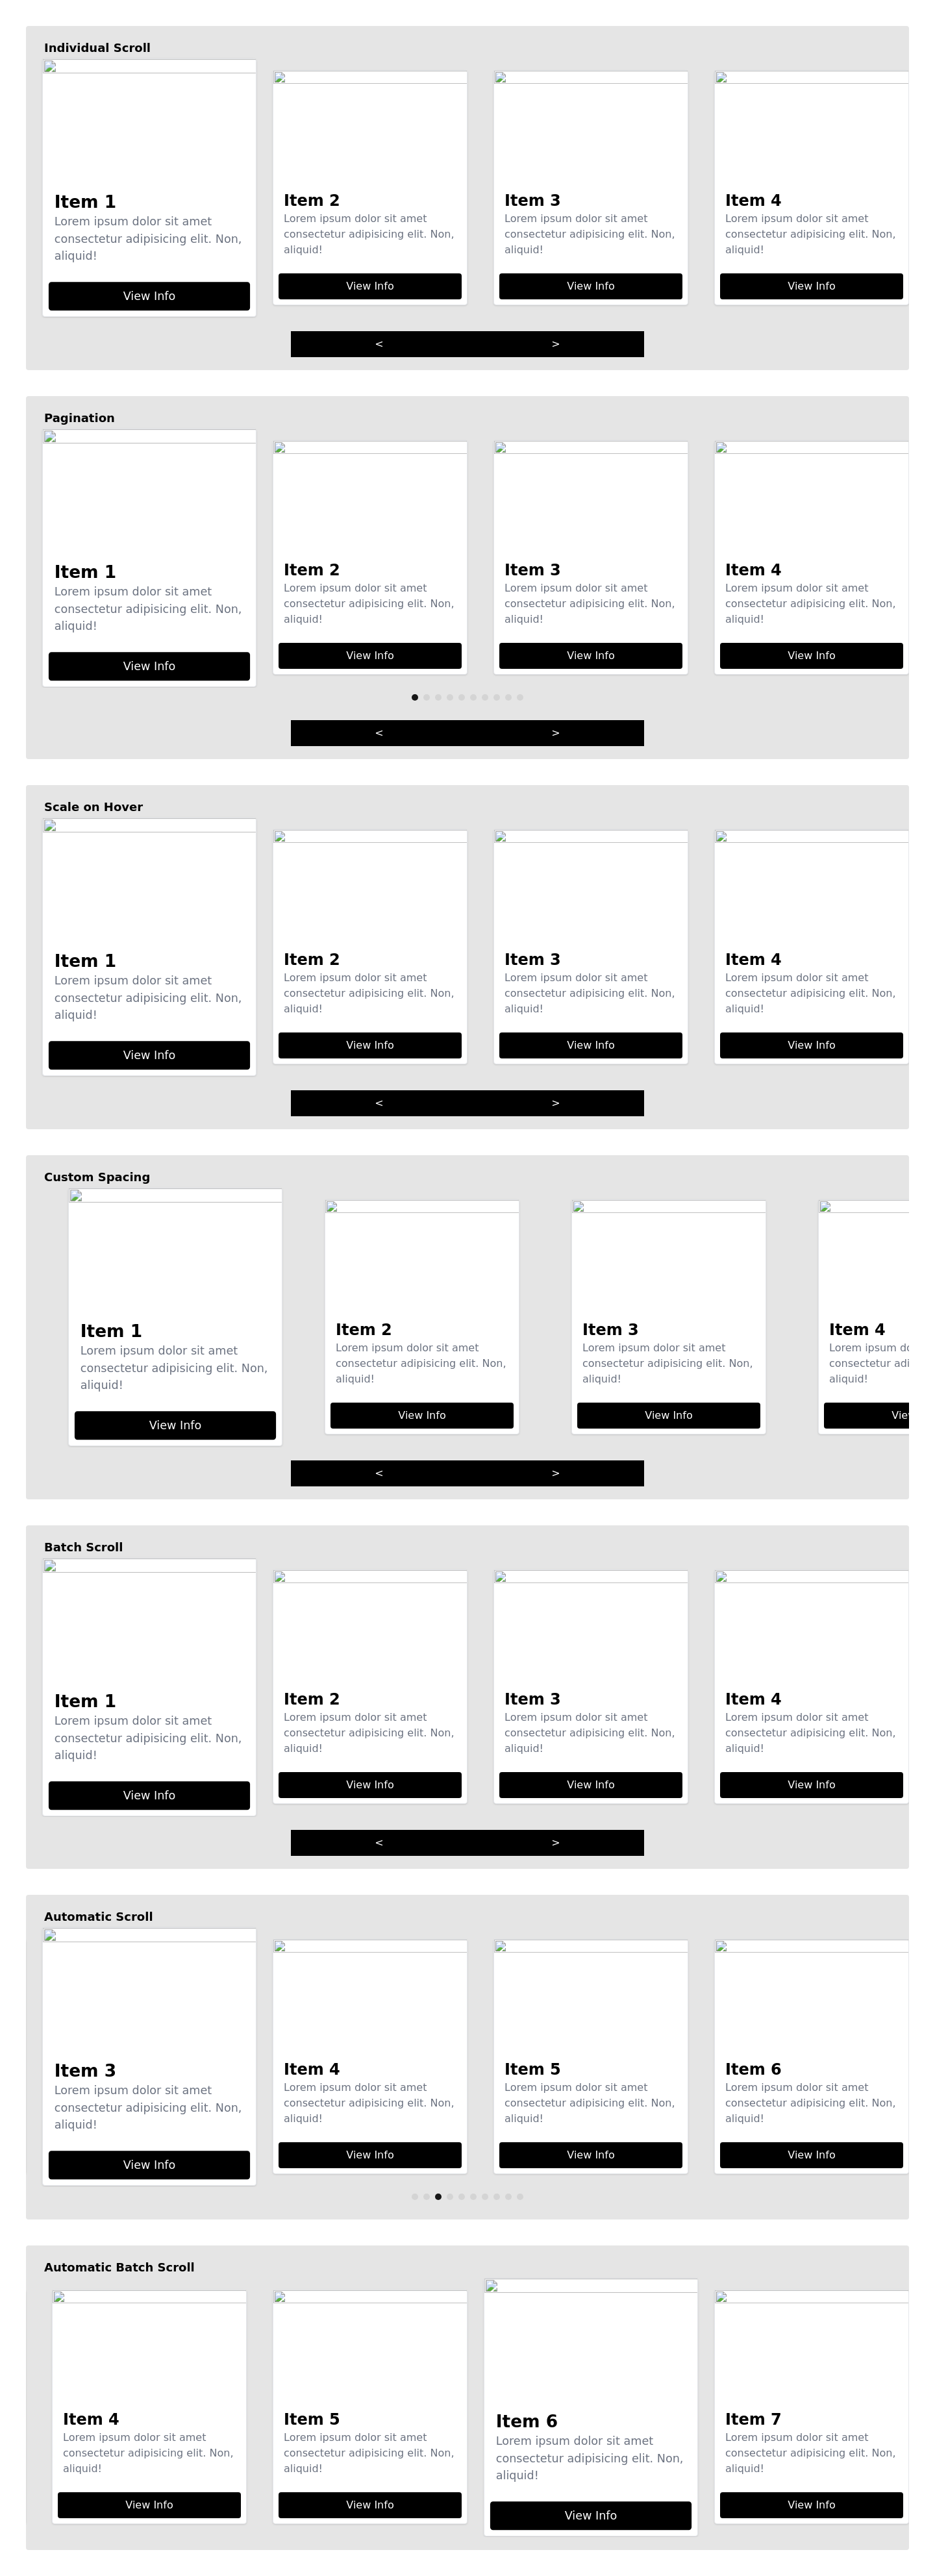 Individual Scroll
Item 1
Lorem ipsum dolor sit amet
consectetur adipisicing elit. Non,
aliquid!
View Info
Item 2
Lorem ipsum dolor sit amet
consectetur adipisicing elit. Non,
aliquid!
View Info
Item 3
Lorem ipsum dolor sit amet
consectetur adipisicing elit. Non,
aliquid!
View Info
Item 4
Lorem ipsum dolor sit amet
consectetur adipisicing elit. Non,
aliquid!
View Info
< >
Pagination
Item 1
Lorem ipsum dolor sit amet
consectetur adipisicing elit. Non,
aliquid!
View Info
Item 2
Lorem ipsum dolor sit amet
consectetur adipisicing elit. Non,
aliquid!
View Info
Item 3
Lorem ipsum dolor sit amet
consectetur adipisicing elit. Non,
aliquid!
View Info
Item 4
Lorem ipsum dolor sit amet
consectetur adipisicing elit. Non,
aliquid!
View Info
< >
Scale on Hover
Item 1
Lorem ipsum dolor sit amet
consectetur adipisicing elit. Non,
aliquid!
View Info
Item 2
Lorem ipsum dolor sit amet
consectetur adipisicing elit. Non,
aliquid!
View Info
Item 3
Lorem ipsum dolor sit amet
consectetur adipisicing elit. Non,
aliquid!
View Info
Item 4
Lorem ipsum dolor sit amet
consectetur adipisicing elit. Non,
aliquid!
View Info
< >
Custom Spacing
Item 1
Lorem ipsum dolor sit amet
consectetur adipisicing elit. Non,
aliquid!
View Info
Item 2
Lorem ipsum dolor sit amet
consectetur adipisicing elit. Non,
aliquid!
View Info
Item 3
Lorem ipsum dolor sit amet
consectetur adipisicing elit. Non,
aliquid!
View Info
Item 4
Lorem ipsum
consectetur
aliquid!
< >
Batch Scroll
Item 1
Lorem ipsum dolor sit amet
consectetur adipisicing elit. Non,
aliquid!
View Info
Item 2
Lorem ipsum dolor sit amet
consectetur adipisicing elit. Non,
aliquid!
View Info
Item 3
Lorem ipsum dolor sit amet
consectetur adipisicing elit. Non,
aliquid!
View Info
Item 4
Lorem ipsum dolor sit amet
consectetur adipisicing elit. Non,
aliquid!
View Info
< >
Automatic Scroll
Item 3
Lorem ipsum dolor sit amet
consectetur adipisicing elit. Non,
aliquid!
View Info
Item 4
Lorem ipsum dolor sit amet
consectetur adipisicing elit. Non,
aliquid!
View Info
Item 5
Lorem ipsum dolor sit amet
consectetur adipisicing elit. Non,
aliquid!
View Info
Item 6
Lorem ipsum dolor sit amet
consectetur adipisicing elit. Non,
aliquid!
View Info
Automatic Batch Scroll
Item 4
Lorem ipsum dolor sit amet
consectetur adipisicing elit. Non,
aliquid!
View Info
Item 5
Lorem ipsum dolor sit amet
consectetur adipisicing elit. Non,
aliquid!
View Info
Item 6
Lorem ipsum dolor sit amet
consectetur adipisicing elit. Non,
aliquid!
View Info
Item 7
Lorem ipsum dolor sit amet
consectetur adipisicing elit. Non,
aliquid!
View Info